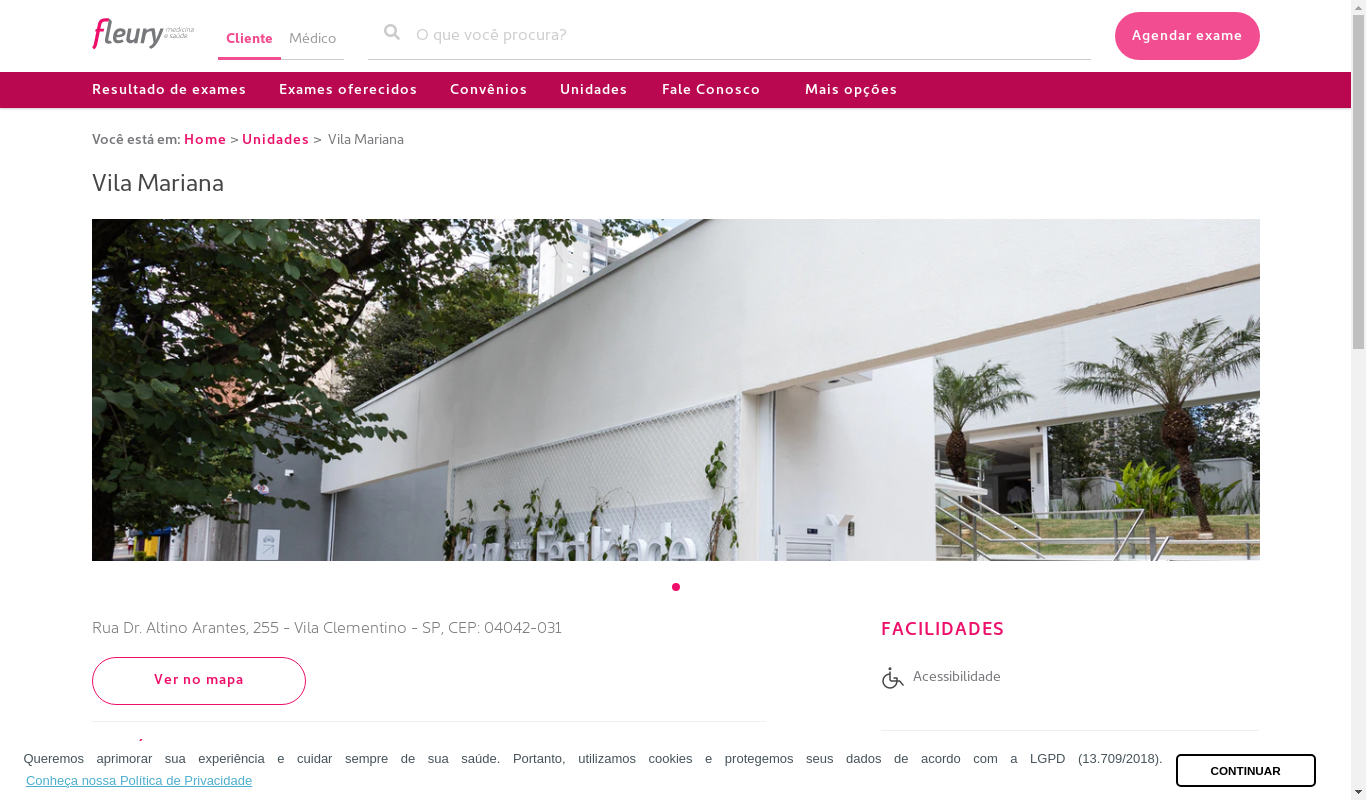 fleury medicina e saúde
Cliente Médico O que você procura? Agendar exame
Resultado de exames Exames oferecidos Convênios Unidades Fale Conosco Mais opções
Você está em: Home > Unidades > Vila Mariana
Vila Mariana
Fertilidade
Rua Dr. Altino Arantes, 255 - Vila Clementino - SP, CEP: 04042-031
FACILIDADES
Ver no mapa
Acessibilidade
Queremos aprimorar sua experiência e cuidar sempre de sua saúde. Portanto, utilizamos cookies e protegemos seus dados de acordo com a LGPD (13.709/2018).
Conheça nossa Política de Privacidade
CONTINUAR